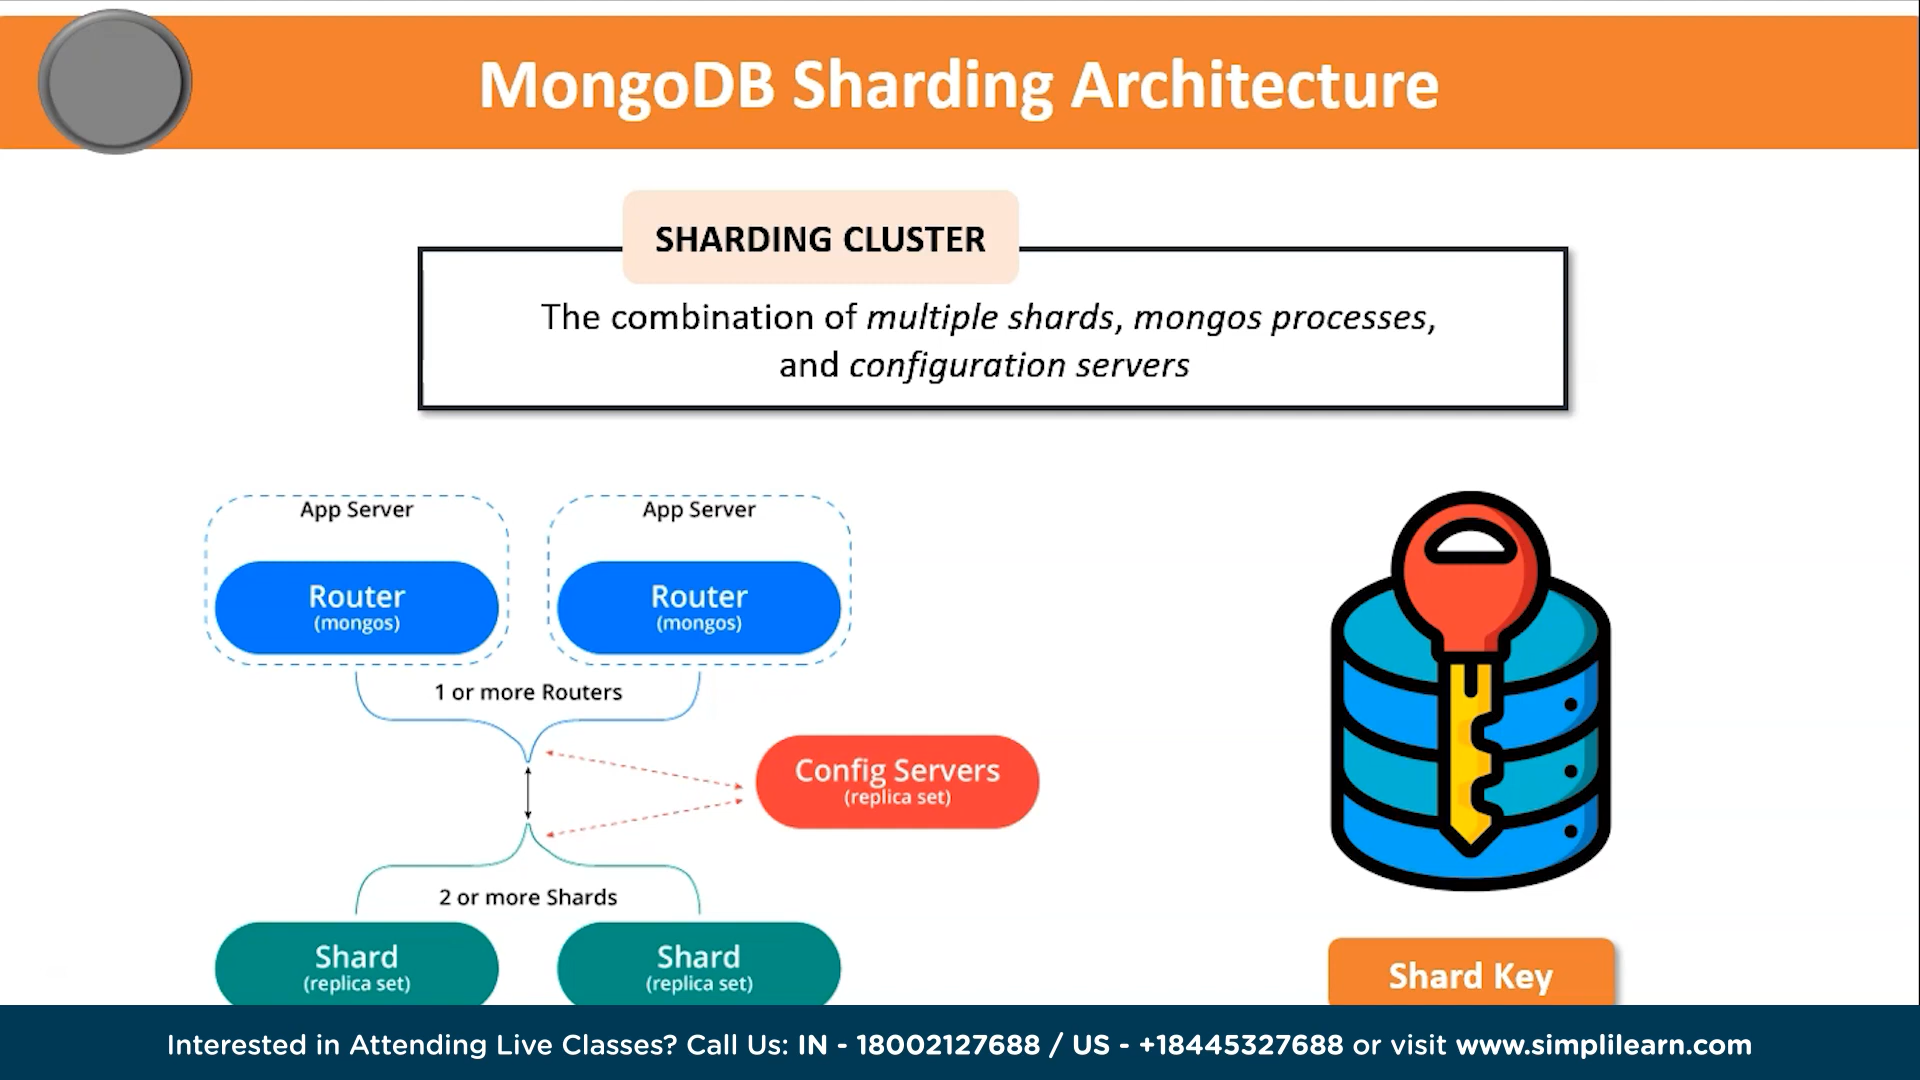 MongoDB Sharding Architecture
SHARDING CLUSTER
The combination of multiple shards, mongos processes,
and configuration servers
App Server
Router
(mongos)
App Server
Router
(mongos)
1 or more Routers
Config Servers
(replica set)
2 or more Shards
Shard
(replica set)
Shard
(replica set)
Shard Key
Interested in Attending Live Classes? Call Us: IN - 18002127688 / US - +18445327688 or visit www.simplilearn.com